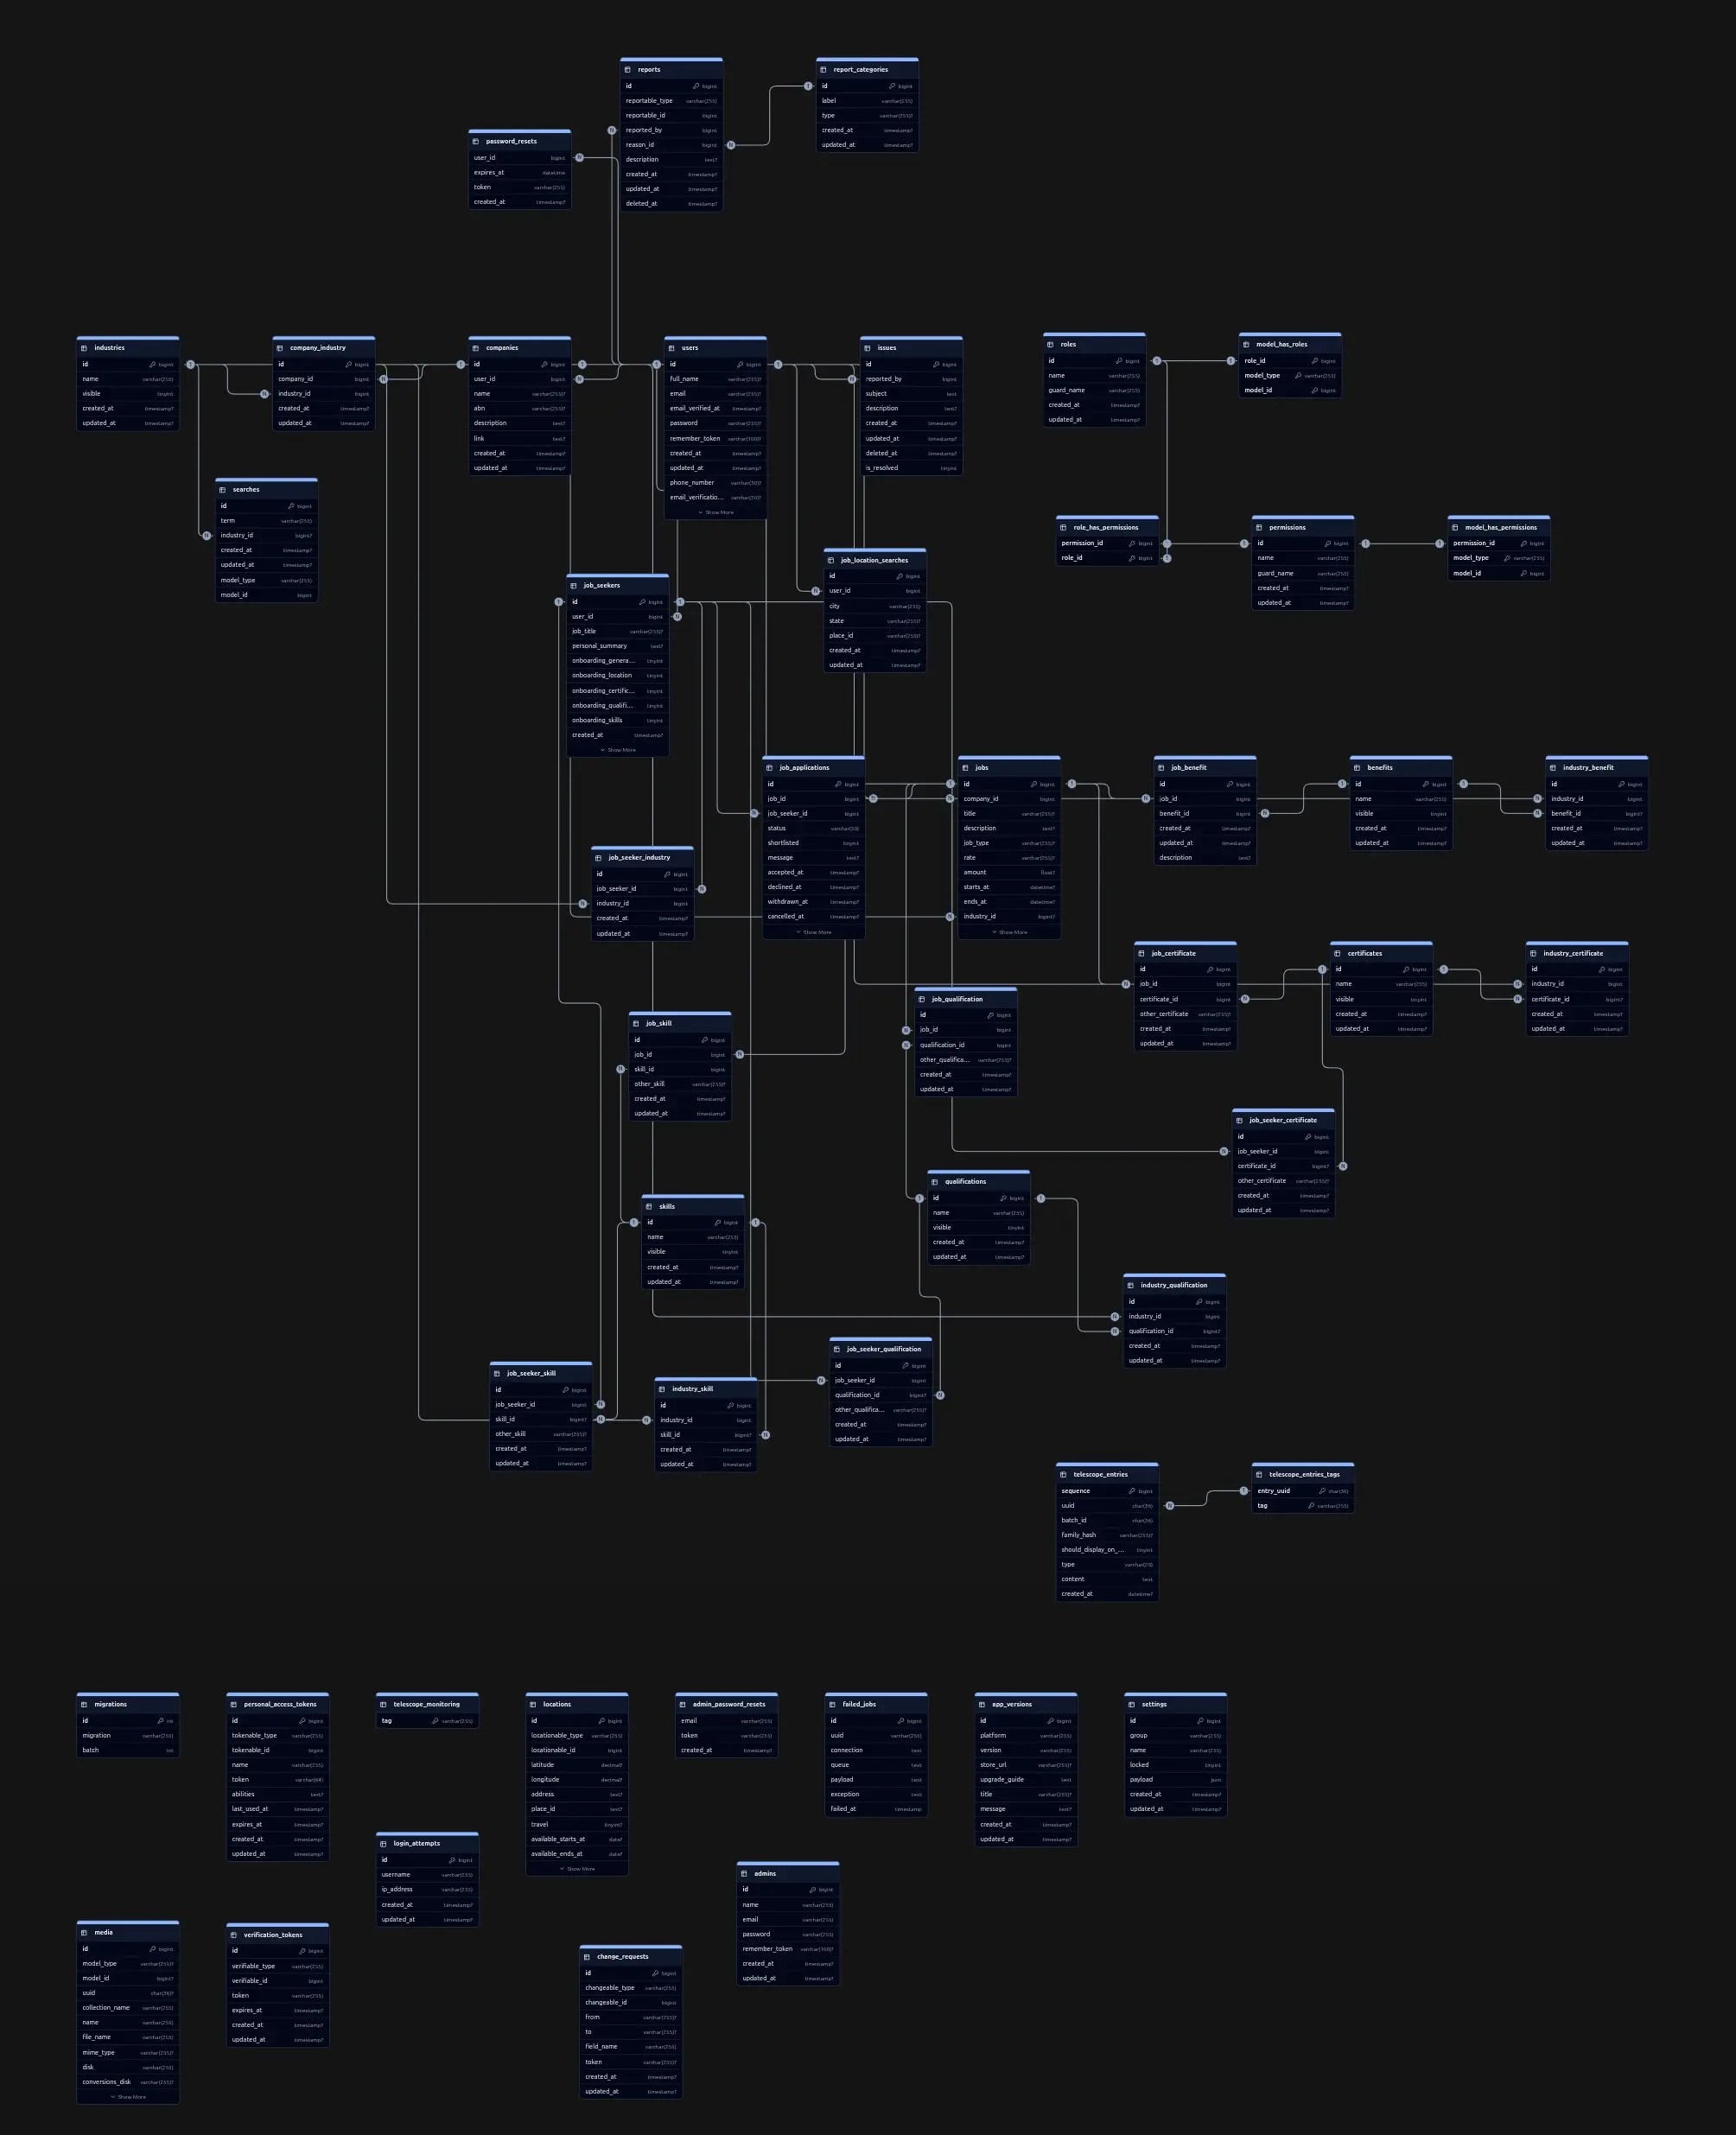 reports
id bigint
reportable_type varchar(255)
reportable_id bigint
reported_by bigint
reason_id bigint
description text?
created_at timestamp?
updated_at timestamp?
deleted_at timestamp?
report_categories
id bigint
label varchar(255)
type varchar(255)?
created_at timestamp?
updated_at timestamp?
password_resets
user_id bigint
expires_at datetime
token varchar(255)
created_at timestamp?
industries
id bigint
name varchar(255)
visible tinyint
created_at timestamp?
updated_at timestamp?
company_industry
id bigint
company_id bigint
industry_id bigint
created_at timestamp?
updated_at timestamp?
companies
id bigint
user_id bigint
name varchar(255)?
abn varchar(255)?
description text?
link text?
created_at timestamp?
updated_at timestamp?
users
id bigint
full_name varchar(255)?
email varchar(255)?
email_verified_at timestamp?
password varchar(255)?
remember_token varchar(100)?
created_at timestamp?
updated_at timestamp?
phone_number
email_verificatio...
Show More
issues
id bigint
reported_by bigint
subject text
description text?
created_at timestamp?
updated_at timestamp?
deleted_at timestamp?
is_resolved tinyint
roles
id bigint
name varchar(255)
guard_name varchar(255)
created_at timestamp?
updated_at timestamp?
model_has_roles
role_id bigint
model_type varchar(255)
model_id bigint
searches
id bigint
term varchar(255)
industry_id bigint?
created_at timestamp?
updated_at timestamp?
model_type varchar(255)
model_id bigint
role_has_permissions
permission_id bigint
role_id bigint
permissions
id bigint
name varchar(255)
guard_name varchar(255)
created_at timestamp?
updated_at timestamp?
model_has_permissions
permission_id bigint
model_type varchar(255)
model_id bigint
job_location_searches
id bigint
user_id bigint
city varchar(255)
state varchar(255)?
place_id varchar(255)?
created_at timestamp?
updated_at timestamp?
job_seekers
id bigint
user_id bigint
job_title varchar(255)?
personal_summary text?
onboarding_genera... tinyint
onboarding_location tinyint
onboarding_certific... tinyint
onboarding_qualifi... tinyint
onboarding_skills tinyint
created_at timestamp?
Show More
job_applications
id bigint
job_id bigint
job_seeker_id bigint
status varchar(50)
shortlisted tinyint
message text?
accepted_at timestamp?
declined_at timestamp?
withdrawn_at timestamp?
cancelled_at timestamp?
Show More
jobs
id bigint
company_id bigint
title varchar(255)?
description text?
job_type varchar(255)?
rate varchar(255)?
amount float?
starts_at datetime?
ends_at datetime?
industry_id bigint?
Show More
job_benefit
id bigint
job_id bigint
benefit_id bigint
created_at timestamp?
updated_at timestamp?
description text?
benefits
id bigint
name varchar(255)
visible tinyint
created_at timestamp?
updated_at timestamp?
industry_benefit
id bigint
industry_id bigint
benefit_id bigint?
created_at timestamp?
updated_at timestamp?
job_seeker_industry
id bigint
job_seeker_id bigint
industry_id bigint
created_at timestamp?
updated_at timestamp?
job_certificate
id bigint
job_id bigint
certificate_id bigint
other_certificate varchar(255)?
created_at timestamp?
updated_at timestamp?
certificates
id bigint
name varchar(255)
visible tinyint
created_at timestamp?
updated_at timestamp?
industry_certificate
id bigint
industry_id bigint
certificate_id bigint?
created_at timestamp?
updated_at timestamp?
job_qualification
id bigint
job_id bigint
qualification_id bigint
other_qualifica... varchar(255)?
created_at timestamp?
updated_at timestamp?
job_skill
id bigint
job_id bigint
skill_id bigint
other_skill varchar(255)?
created_at timestamp?
updated_at timestamp?
job_seeker_certificate
id bigint
job_seeker_id bigint
certificate_id bigint?
other_certificate varchar(255)?
created_at timestamp?
updated_at timestamp?
qualifications
id bigint
name varchar(255)
visible tinyint
created_at timestamp?
updated_at timestamp?
skills
id bigint
name varchar(255)
visible tinyint
created_at timestamp?
updated_at timestamp?
industry_qualification
id bigint
industry_id bigint
qualification_id bigint?
created_at timestamp?
updated_at timestamp?
job_seeker_qualification
id bigint
job_seeker_id bigint
qualification_id bigint?
other_qualifica... varchar(255)?
created_at timestamp?
updated_at timestamp?
job_seeker_skill
id bigint
job_seeker_id bigint
skill_id bigint?
other_skill varchar(255)?
created_at timestamp?
updated_at timestamp?
industry_skill
id bigint
industry_id bigint
skill_id bigint?
created_at timestamp?
updated_at timestamp?
telescope_entries
sequence bigint
uuid char(36)
batch_id char(36)
family_hash varchar(255)?
should_display_on_... tinyint
type varchar(20)
content text
created_at datetime?
telescope_entries_tags
entry_uuid char(36)
tag varchar(255)
migrations
id int
migration varchar(255)
batch int
personal_access_tokens
id bigint
tokenable_type varchar(255)
tokenable_id bigint
name varchar(255)
token varchar(64)
abilities text?
last_used_at timestamp?
expires_at timestamp?
created_at timestamp?
updated_at timestamp?
telescope_monitoring
tag varchar(255)
locations
id bigint
locationable_type varchar(255)
locationable_id bigint
latitude decimal?
longitude decimal?
address text?
place_id text?
travel tinyint?
available_starts_at date?
available_ends_at date?
Show More
admin_password_resets
email varchar(255)
token varchar(255)
created_at timestamp?
failed_jobs
id bigint
uuid varchar(255)
connection text
queue text
payload text
exception text
failed_at timestamp
app_versions
id bigint
platform varchar(255)
version varchar(255)
store_url varchar(255)?
upgrade_guide text
title varchar(255)?
message text?
created_at timestamp?
updated_at timestamp?
settings
id bigint
group varchar(255)
name varchar(255)
locked tinyint
payload json
created_at timestamp?
updated_at timestamp?
login_attempts
id bigint
username varchar(255)
ip_address varchar(255)
created_at timestamp?
updated_at timestamp?
admins
id bigint
name varchar(255)
email varchar(255)
password varchar(255)
remember_token varchar(100)?
created_at timestamp?
updated_at timestamp?
media
id bigint
model_type varchar(255)?
model_id bigint?
uuid char(36)?
collection_name varchar(255)
name varchar(255)
file_name varchar(255)
mime_type varchar(255)?
disk varchar(255)
conversions_disk varchar(255)?
Show More
verification_tokens
id bigint
verifiable_type varchar(255)
verifiable_id bigint
token varchar(255)
expires_at timestamp?
created_at timestamp?
updated_at timestamp?
change_requests
id bigint
changeable_type varchar(255)
changeable_id bigint
from varchar(255)?
to varchar(255)?
field_name varchar(255)
token varchar(255)?
created_at timestamp?
updated_at timestamp?